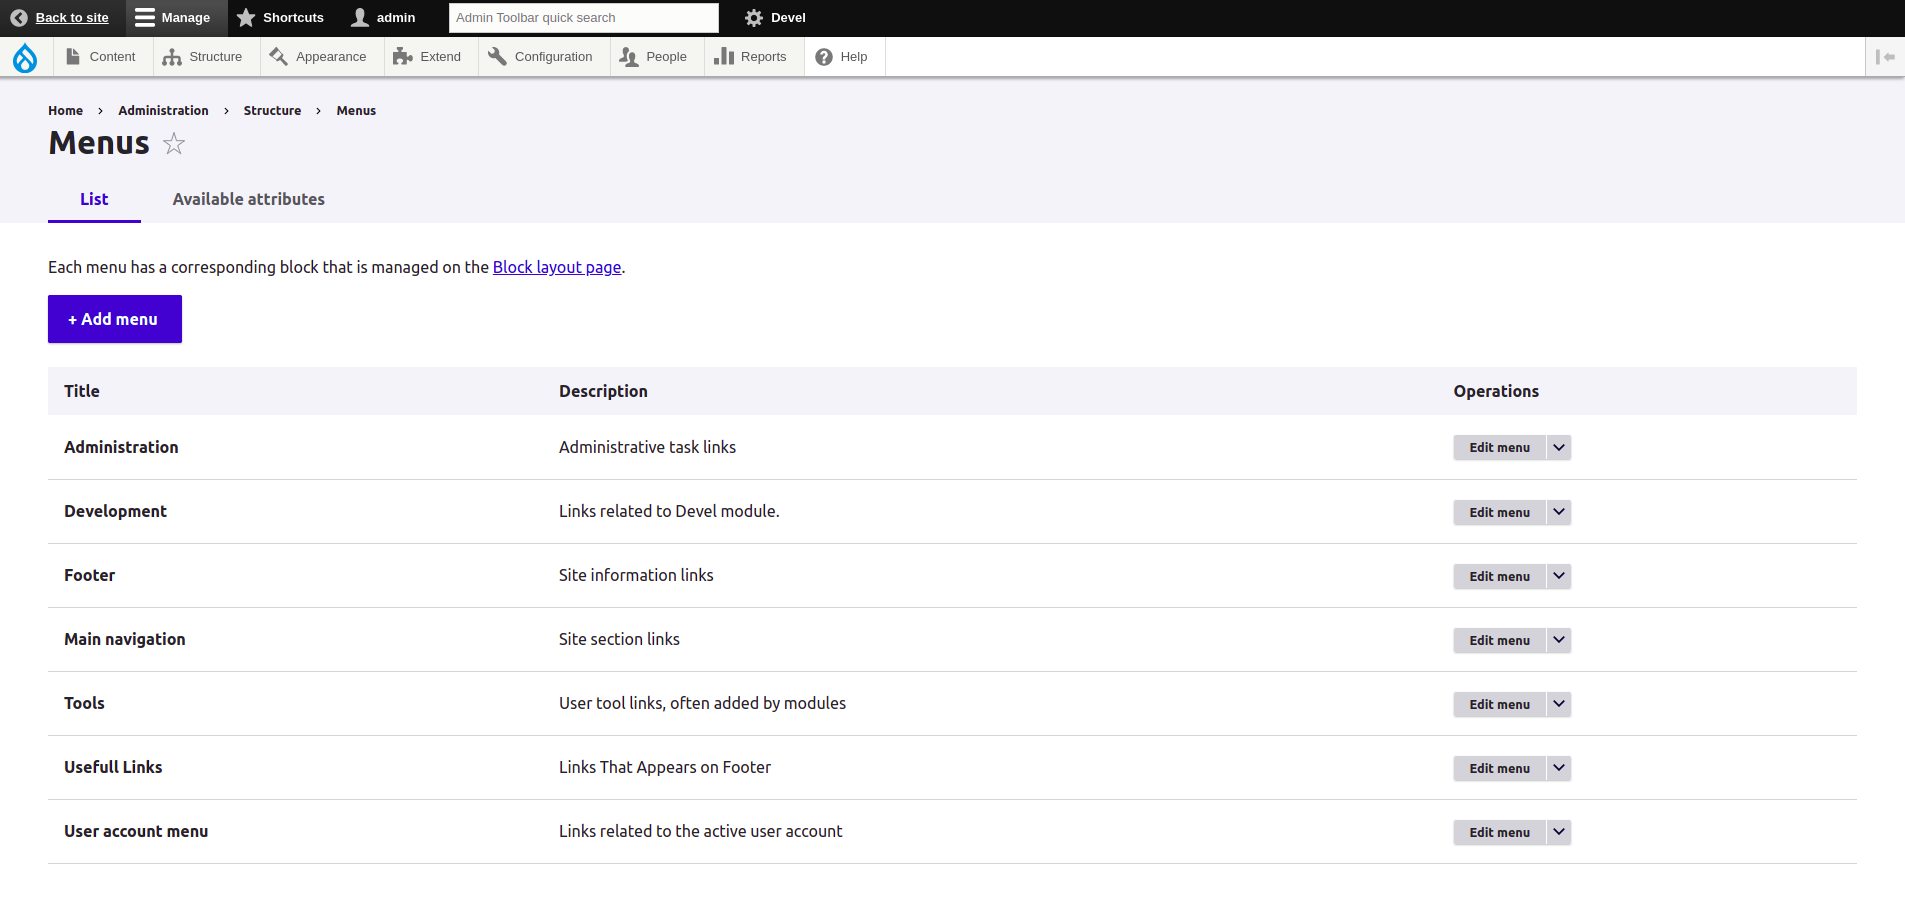 Back to site Manage Shortcuts admin Admin Toolbar quick search Devel
Content Structure Appearance Extend Configuration People Reports Help
Home › Administration › Structure › Menus
Menus
List Available attributes
Each menu has a corresponding block that is managed on the Block layout page.
+ Add menu
Title Description Operations
Administration Administrative task links Edit menu
Development Links related to Devel module. Edit menu
Footer Site information links Edit menu
Main navigation Site section links Edit menu
Tools User tool links, often added by modules Edit menu
Usefull Links Links That Appears on Footer Edit menu
User account menu Links related to the active user account Edit menu